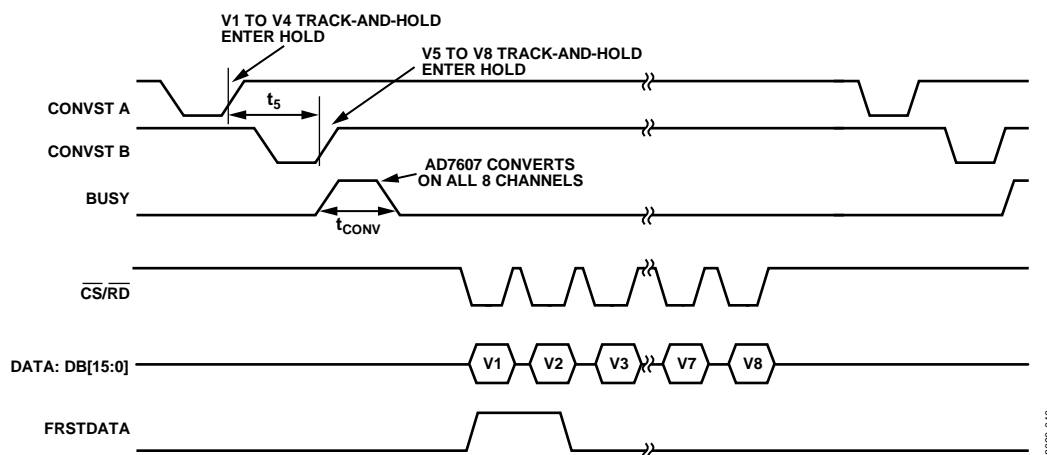 V1 TO V4 TRACK-AND-HOLD
ENTER HOLD
V5 TO V8 TRACK-AND-HOLD
ENTER HOLD
CONVST A
t5
CONVST B
AD7607 CONVERTS
ON ALL 8 CHANNELS
BUSY
tCONV
CS/RD
DATA: DB[15:0]
V1
V2
V3
V7
V8
FRSTDATA